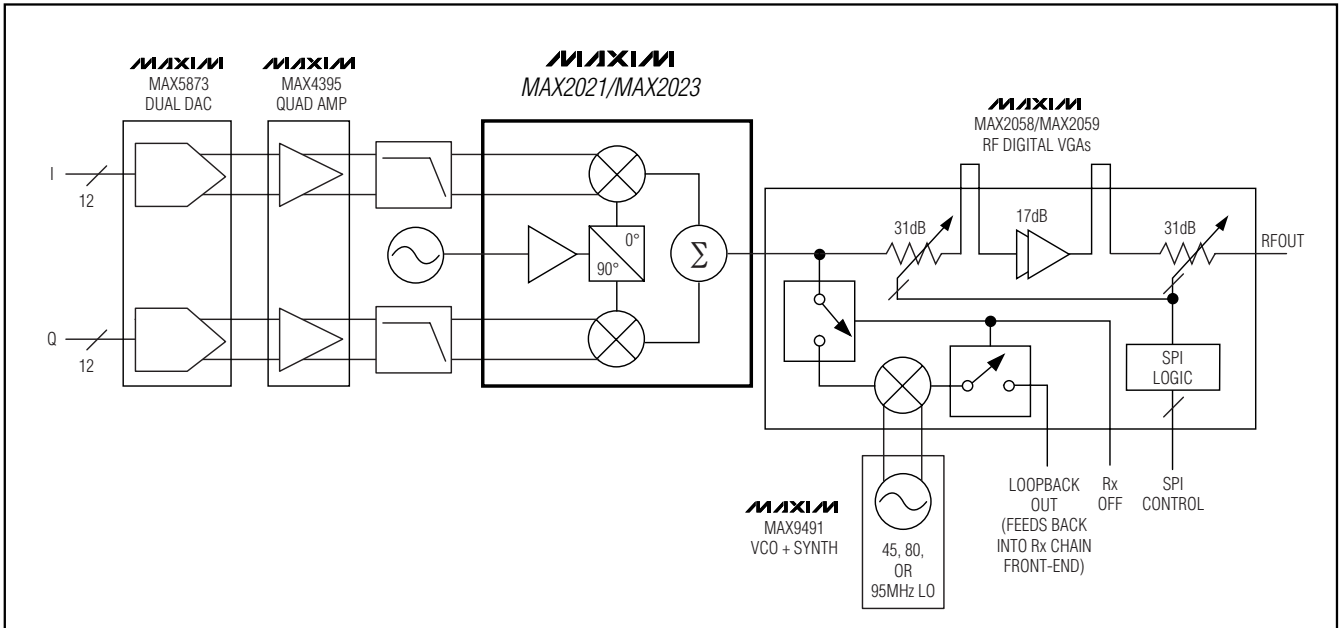 MAXIM
MAX5873
DUAL DAC
MAXIM
MAX4395
QUAD AMP
MAXIM
MAX2021/MAX2023
MAXIM
MAX2058/MAX2059
RF DIGITAL VGAs
I
12
31dB
17dB
31dB
RFOUT
0°
90°
Σ
Q
12
SPI
LOGIC
MAXIM
MAX9491
VCO + SYNTH
45, 80,
OR
95MHz LO
LOOPBACK
OUT
(FEEDS BACK
INTO Rx CHAIN
FRONT-END)
Rx
OFF
SPI
CONTROL